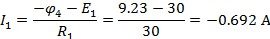 I₁ = (−φ₄ − E₁)/R₁ = (9.23 − 30)/30 = −0.692 A